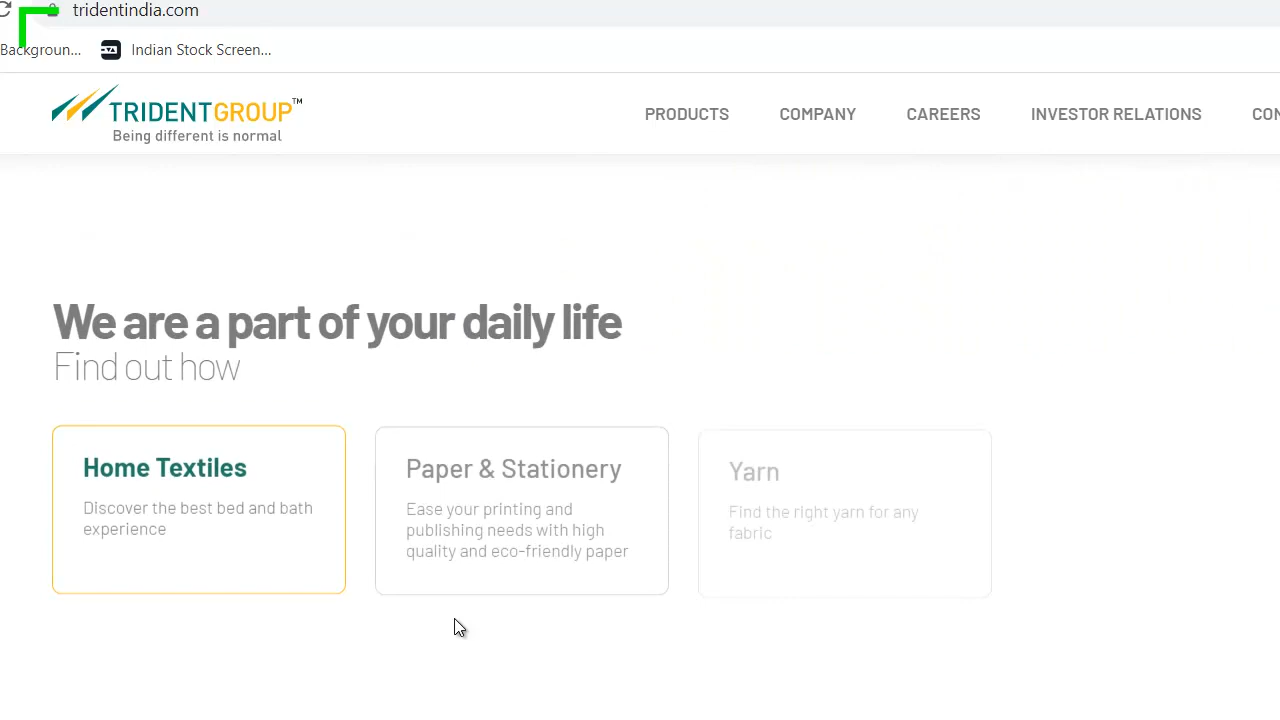 tridentindia.com
Backgroun... Indian Stock Screen...
TRIDENTGROUP™
Being different is normal
PRODUCTS COMPANY CAREERS INVESTOR RELATIONS CON
We are a part of your daily life
Find out how
Home Textiles
Discover the best bed and bath
experience
Paper & Stationery
Ease your printing and
publishing needs with high
quality and eco-friendly paper
Yarn
Find the right yarn for any
fabric